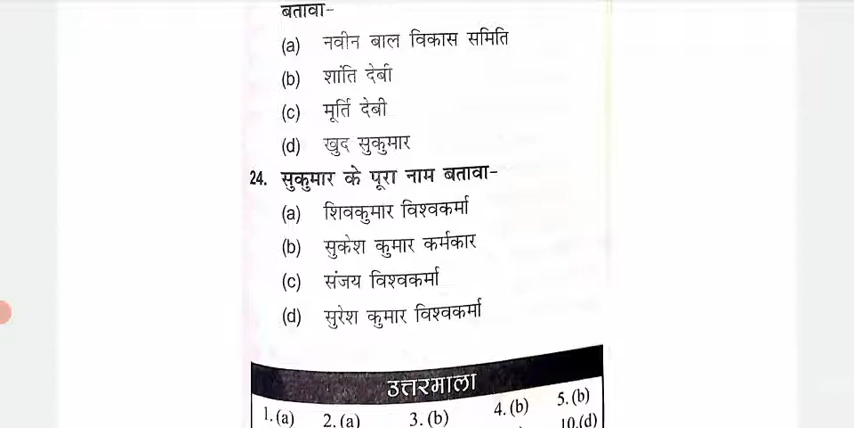 बतावा-
(a) नवीन बाल विकास समिति
(b) शांति देबी
(c) मूर्ति देबी
(d) खुद सुकुमार
24. सुकुमार के पूरा नाम बतावा-
(a) शिवकुमार विश्वकर्मा
(b) सुकेश कुमार कर्मकार
(c) संजय विश्वकर्मा
(d) सुरेश कुमार विश्वकर्मा
उत्तरमाला
1.(a) 2.(a) 3.(b) 4.(b) 5.(b)
10.(d)